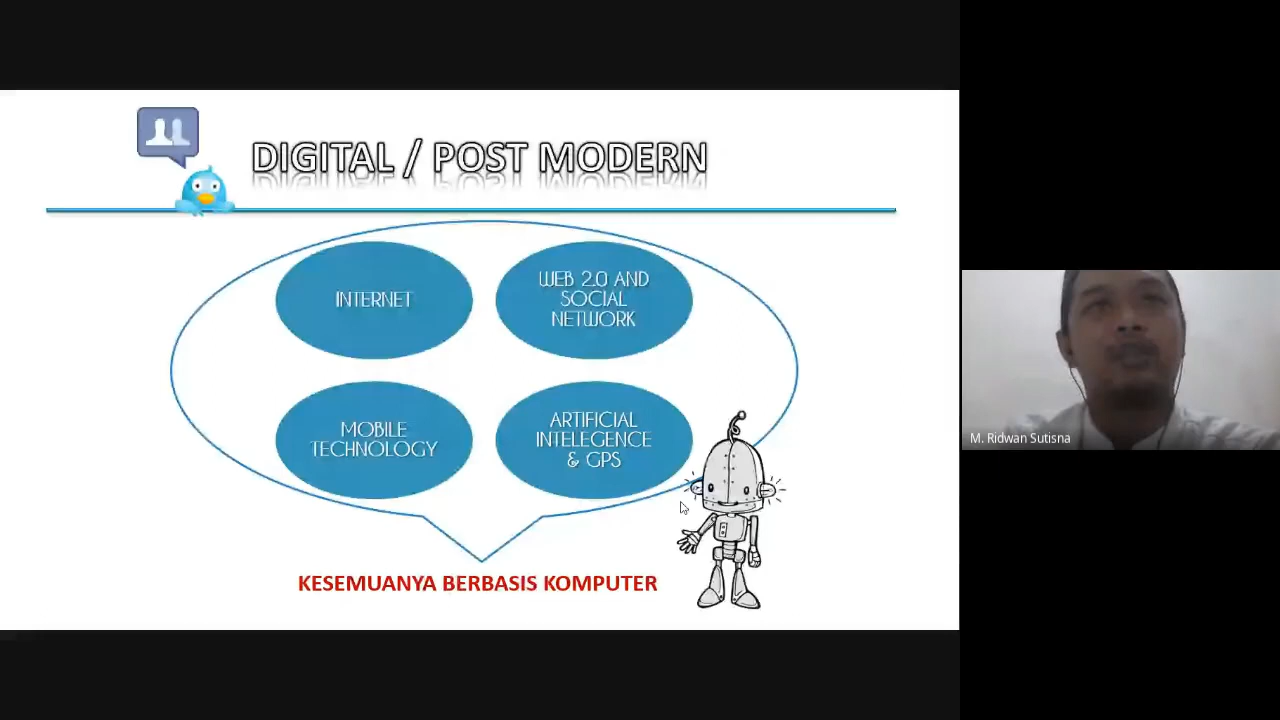 DIGITAL / POST MODERN
INTERNET
WEB 2.0 AND
SOCIAL
NETWORK
MOBILE
TECHNOLOGY
ARTIFICIAL
INTELEGENCE
& GPS
KESEMUANYA BERBASIS KOMPUTER
M. Ridwan Sutisna